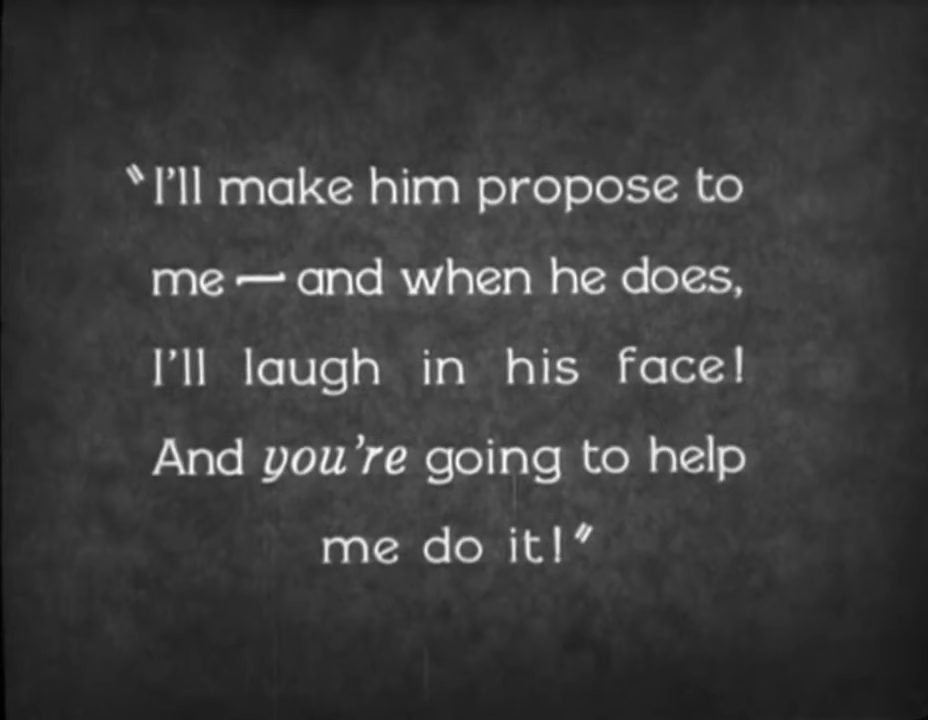 "I'll make him propose to
me — and when he does,
I'll laugh in his face!
And you're going to help
me do it!"